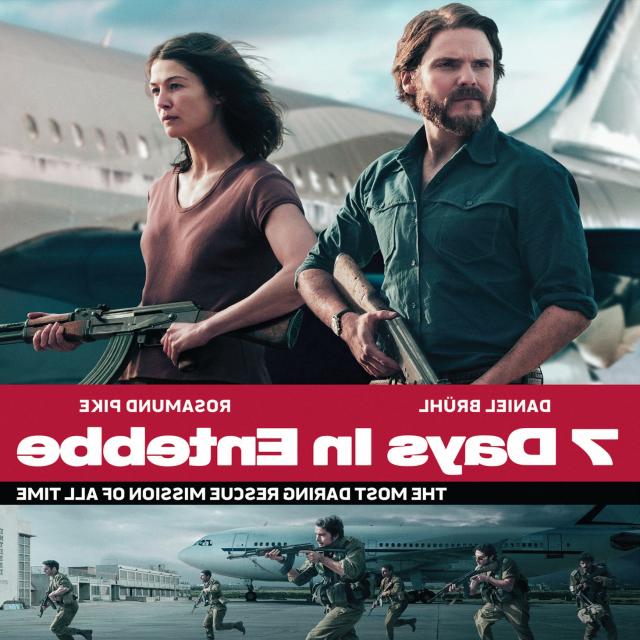 DANIEL BRÜHL ROSAMUND PIKE
7 Days In Entebbe
THE MOST DARING RESCUE MISSION OF ALL TIME